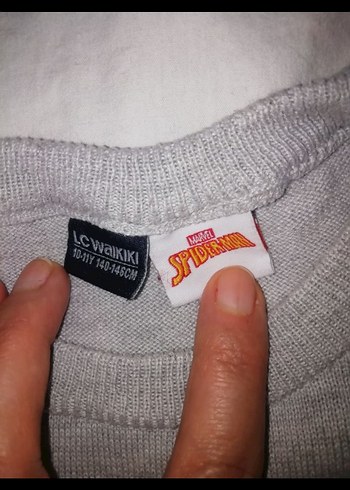 LC WAIKIKI
10-11Y 140-146CM
MARVEL
SPIDER-MAN